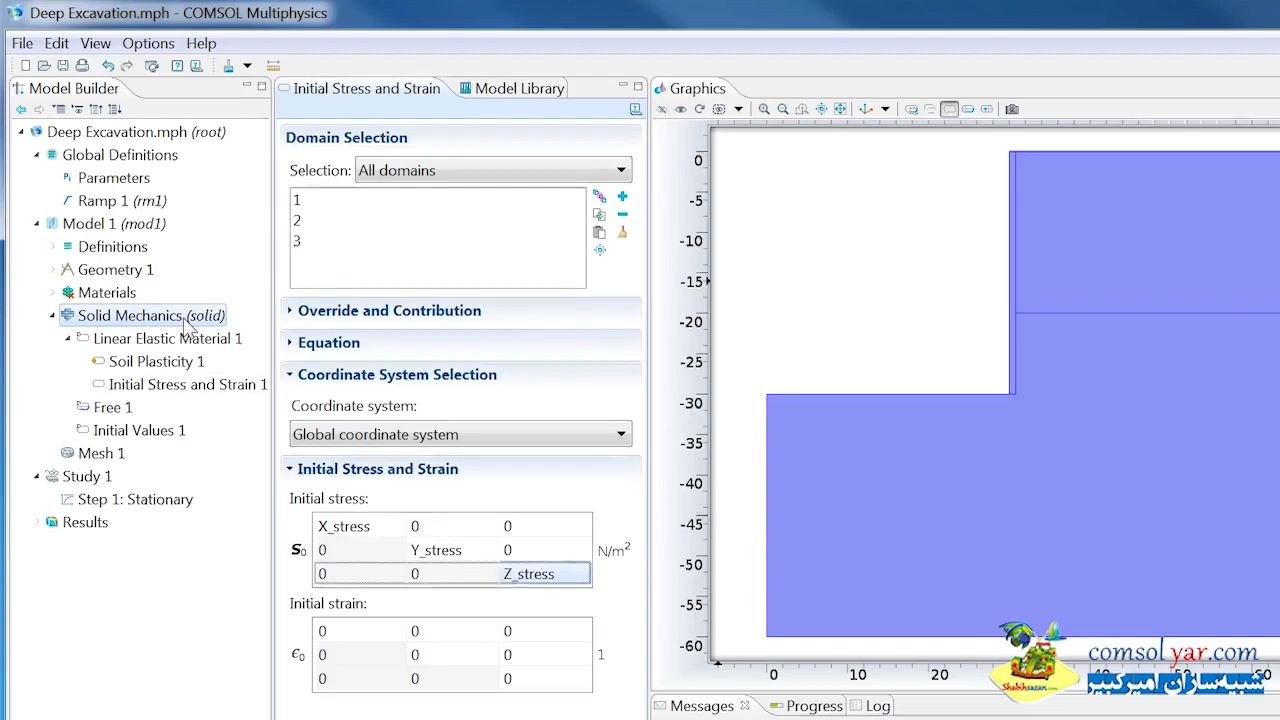 Deep Excavation.mph - COMSOL Multiphysics
File Edit View Options Help
Model Builder
Initial Stress and Strain
Model Library
Graphics
Deep Excavation.mph (root)
Global Definitions
Parameters
Ramp 1 (rm1)
Model 1 (mod1)
Definitions
Geometry 1
Materials
Solid Mechanics (solid)
Linear Elastic Material 1
Soil Plasticity 1
Initial Stress and Strain 1
Free 1
Initial Values 1
Mesh 1
Study 1
Step 1: Stationary
Results
Domain Selection
Selection: All domains
1
2
3
Override and Contribution
Equation
Coordinate System Selection
Coordinate system:
Global coordinate system
Initial Stress and Strain
Initial stress:
X_stress 0 0
S0 0 Y_stress 0 N/m²
0 0 Z_stress
Initial strain:
0 0 0
ϵ0 0 0 0 1
0 0 0
0
-5
-10
-15
-20
-25
-30
-35
-40
-45
-50
-55
-60
0 10 20 60
comsolyar.com
Shabihsazan.com
Messages Progress Log